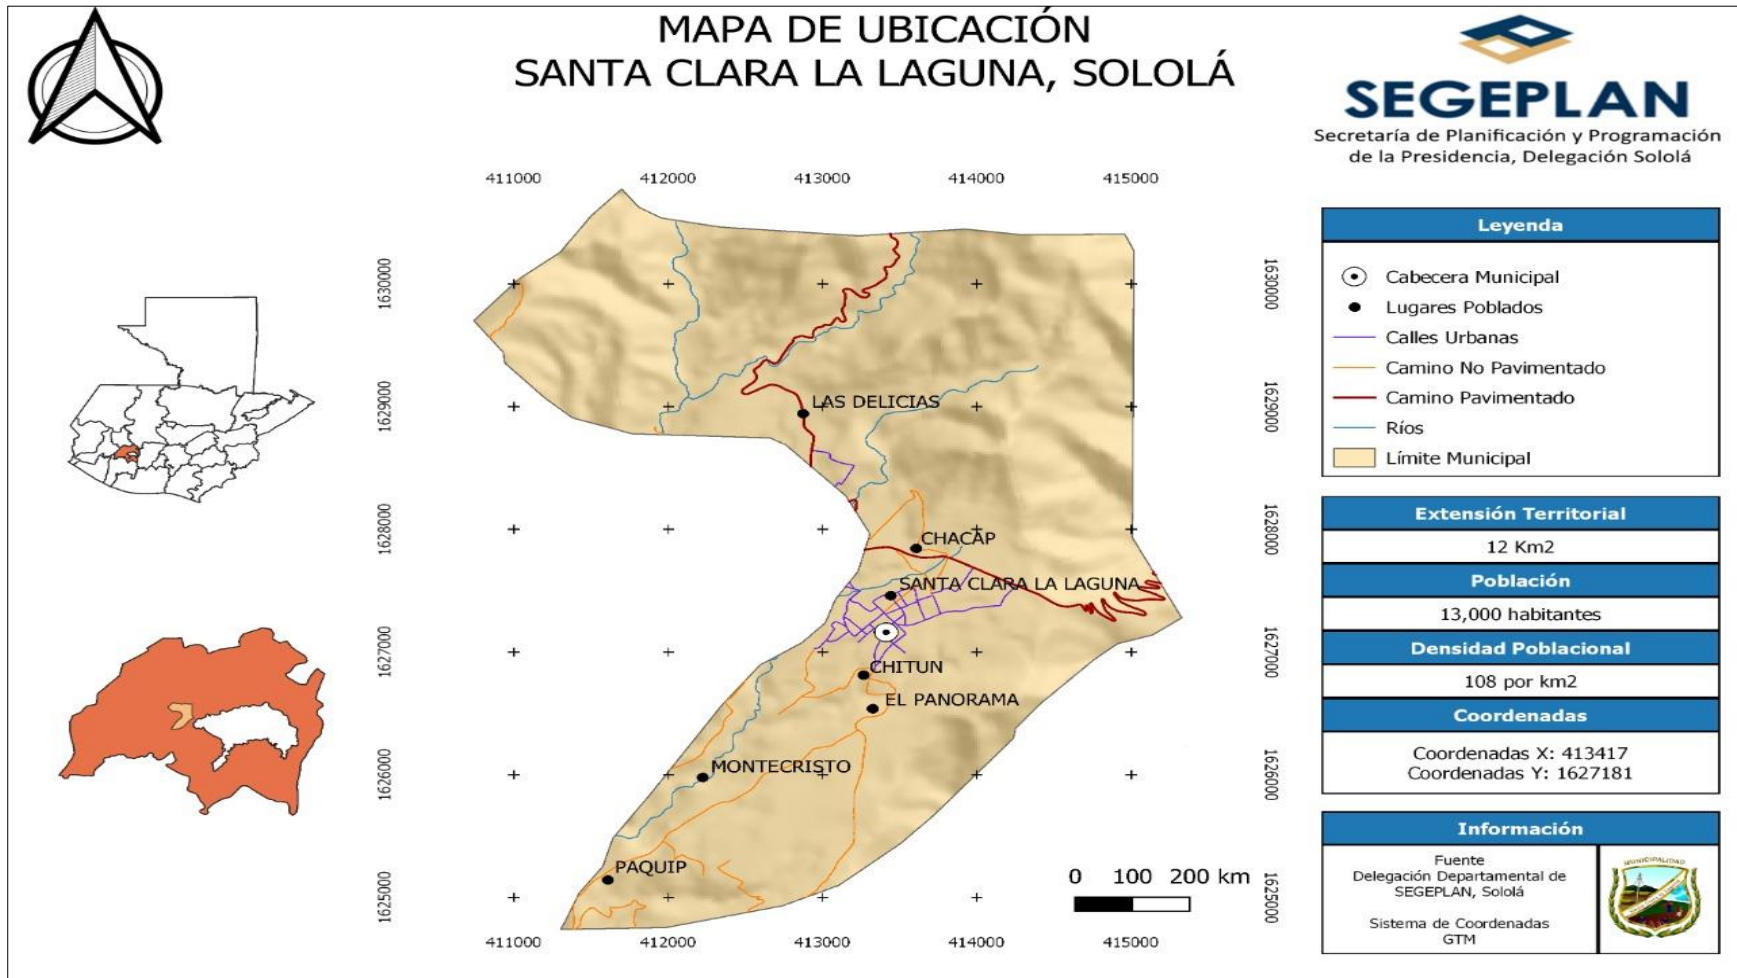 MAPA DE UBICACIÓN
SANTA CLARA LA LAGUNA, SOLOLÁ
SEGEPLAN
Secretaría de Planificación y Programación
de la Presidencia, Delegación Sololá
411000 412000 413000 414000 415000
1630000
1629000
1628000
1627000
1626000
1625000
LAS DELICIAS
CHACAP
SANTA CLARA LA LAGUNA
CHITUN
EL PANORAMA
MONTECRISTO
PAQUIP
1630000
1629000
1628000
1627000
1626000
1625000
0 100 200 km
411000 412000 413000 414000 415000
Leyenda
Cabecera Municipal
Lugares Poblados
Calles Urbanas
Camino No Pavimentado
Camino Pavimentado
Ríos
Límite Municipal
Extensión Territorial
12 Km2
Población
13,000 habitantes
Densidad Poblacional
108 por km2
Coordenadas
Coordenadas X: 413417
Coordenadas Y: 1627181
Información
Fuente
Delegación Departamental de
SEGEPLAN, Sololá
Sistema de Coordenadas
GTM
MUNICIPALIDAD